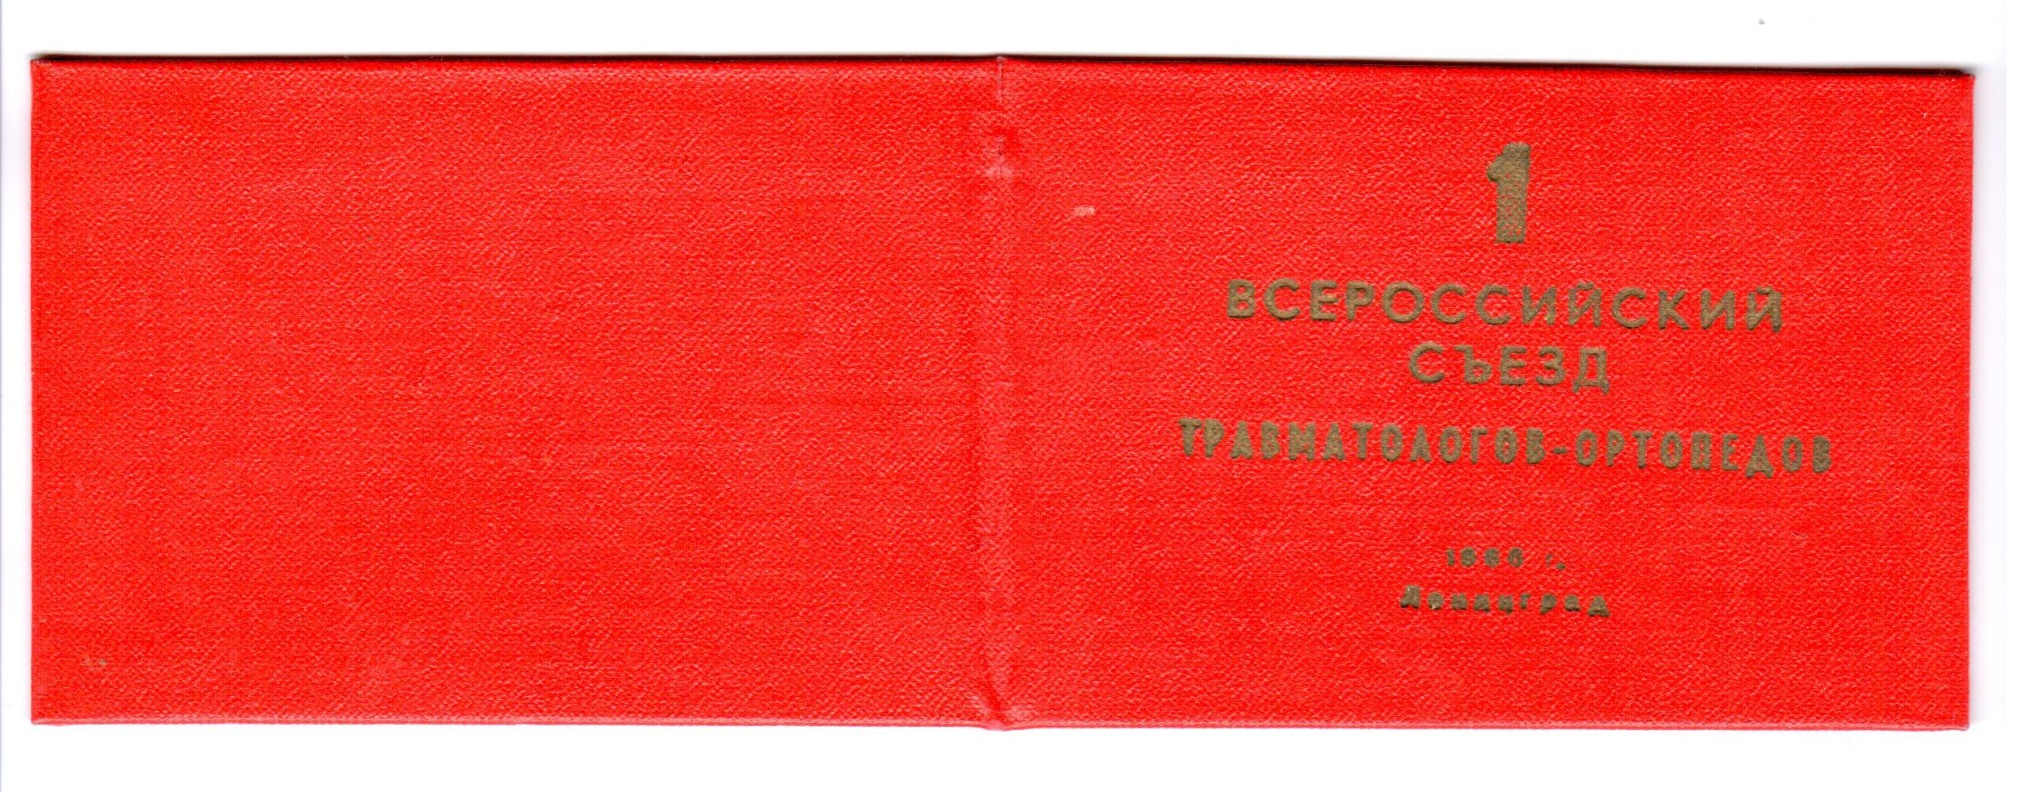 1
ВСЕРОССИЙСКИЙ
СЪЕЗД
ТРАВМАТОЛОГОВ-ОРТОПЕДОВ
1966 г.
Ленинград